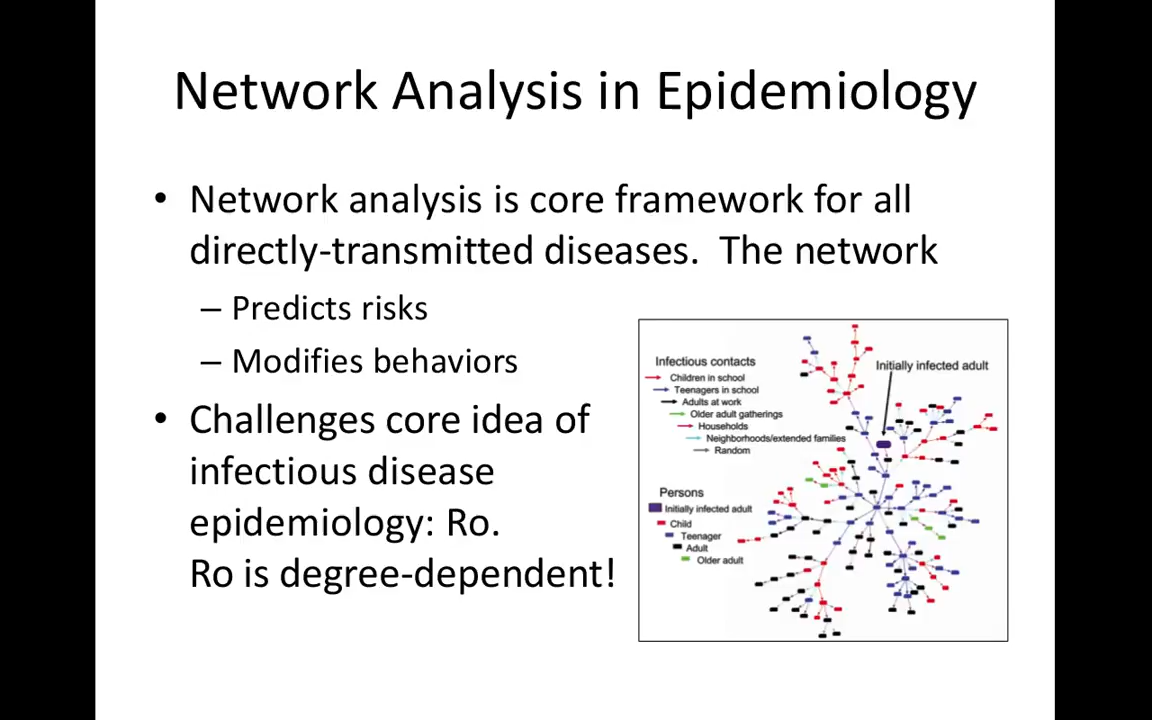 Network Analysis in Epidemiology
• Network analysis is core framework for all
directly-transmitted diseases. The network
– Predicts risks
– Modifies behaviors
• Challenges core idea of
infectious disease
epidemiology: Ro.
Ro is degree-dependent!
Infectious contacts
Children in school
Teenagers in school
Adults at work
Older adult gatherings
Households
Neighborhoods/extended families
Random
Initially infected adult
Persons
Initially infected adult
Child
Teenager
Adult
Older adult